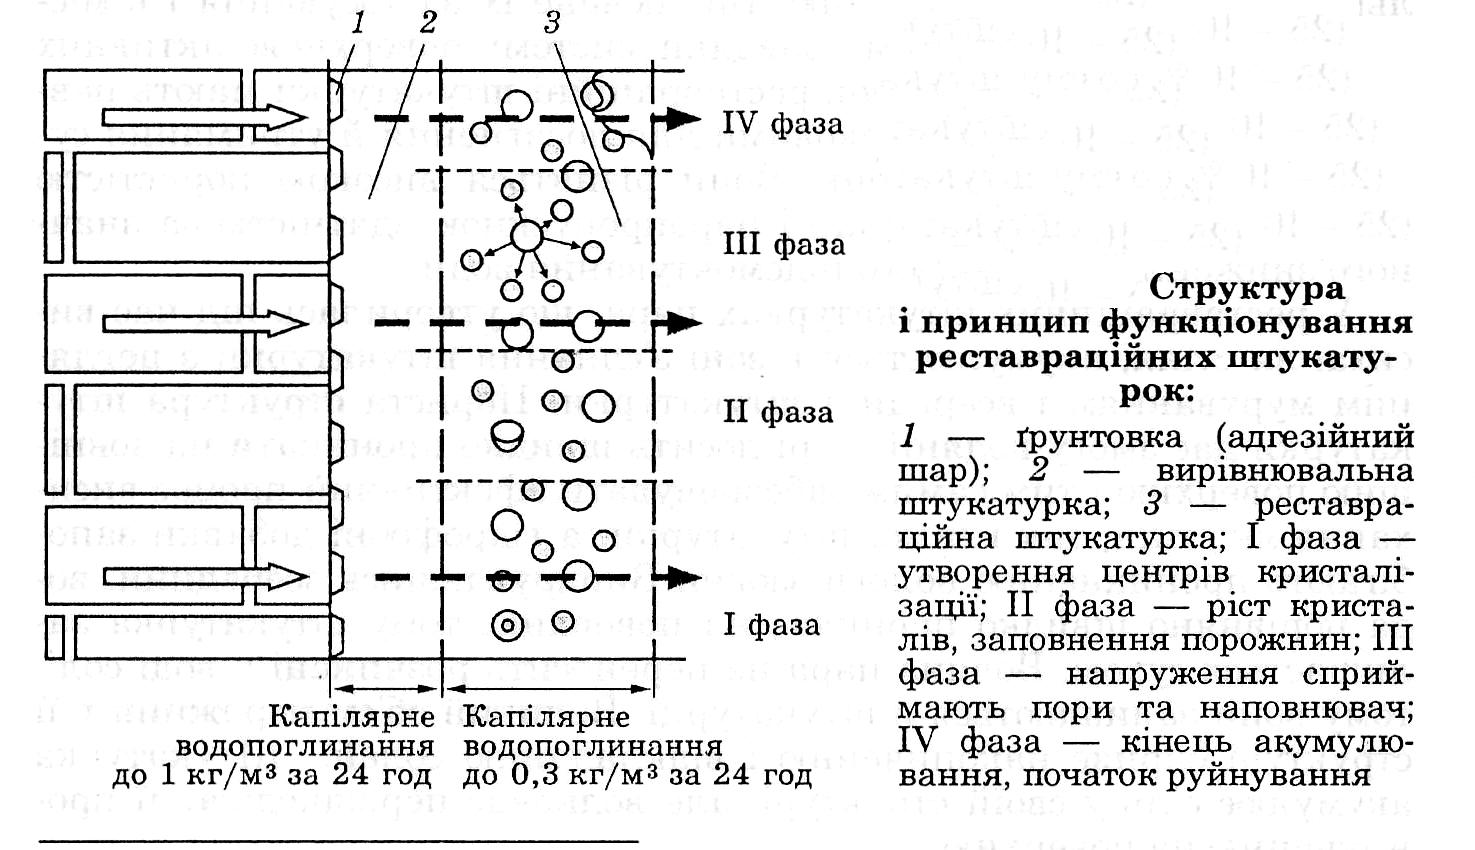 1 2 3
IV фаза
III фаза
II фаза
I фаза
Капілярне
водопоглинання
до 1 кг/м³ за 24 год
Капілярне
водопоглинання
до 0,3 кг/м³ за 24 год
Структура
і принцип функціонування
реставраційних штукату-
рок:
1 — ґрунтовка (адгезійний
шар); 2 — вирівнювальна
штукатурка; 3 — реставра-
ційна штукатурка; I фаза —
утворення центрів кристалі-
зації; II фаза — ріст криста-
лів, заповнення порожнин; III
фаза — напруження сприй-
мають пори та наповнювач;
IV фаза — кінець акумулю-
вання, початок руйнування